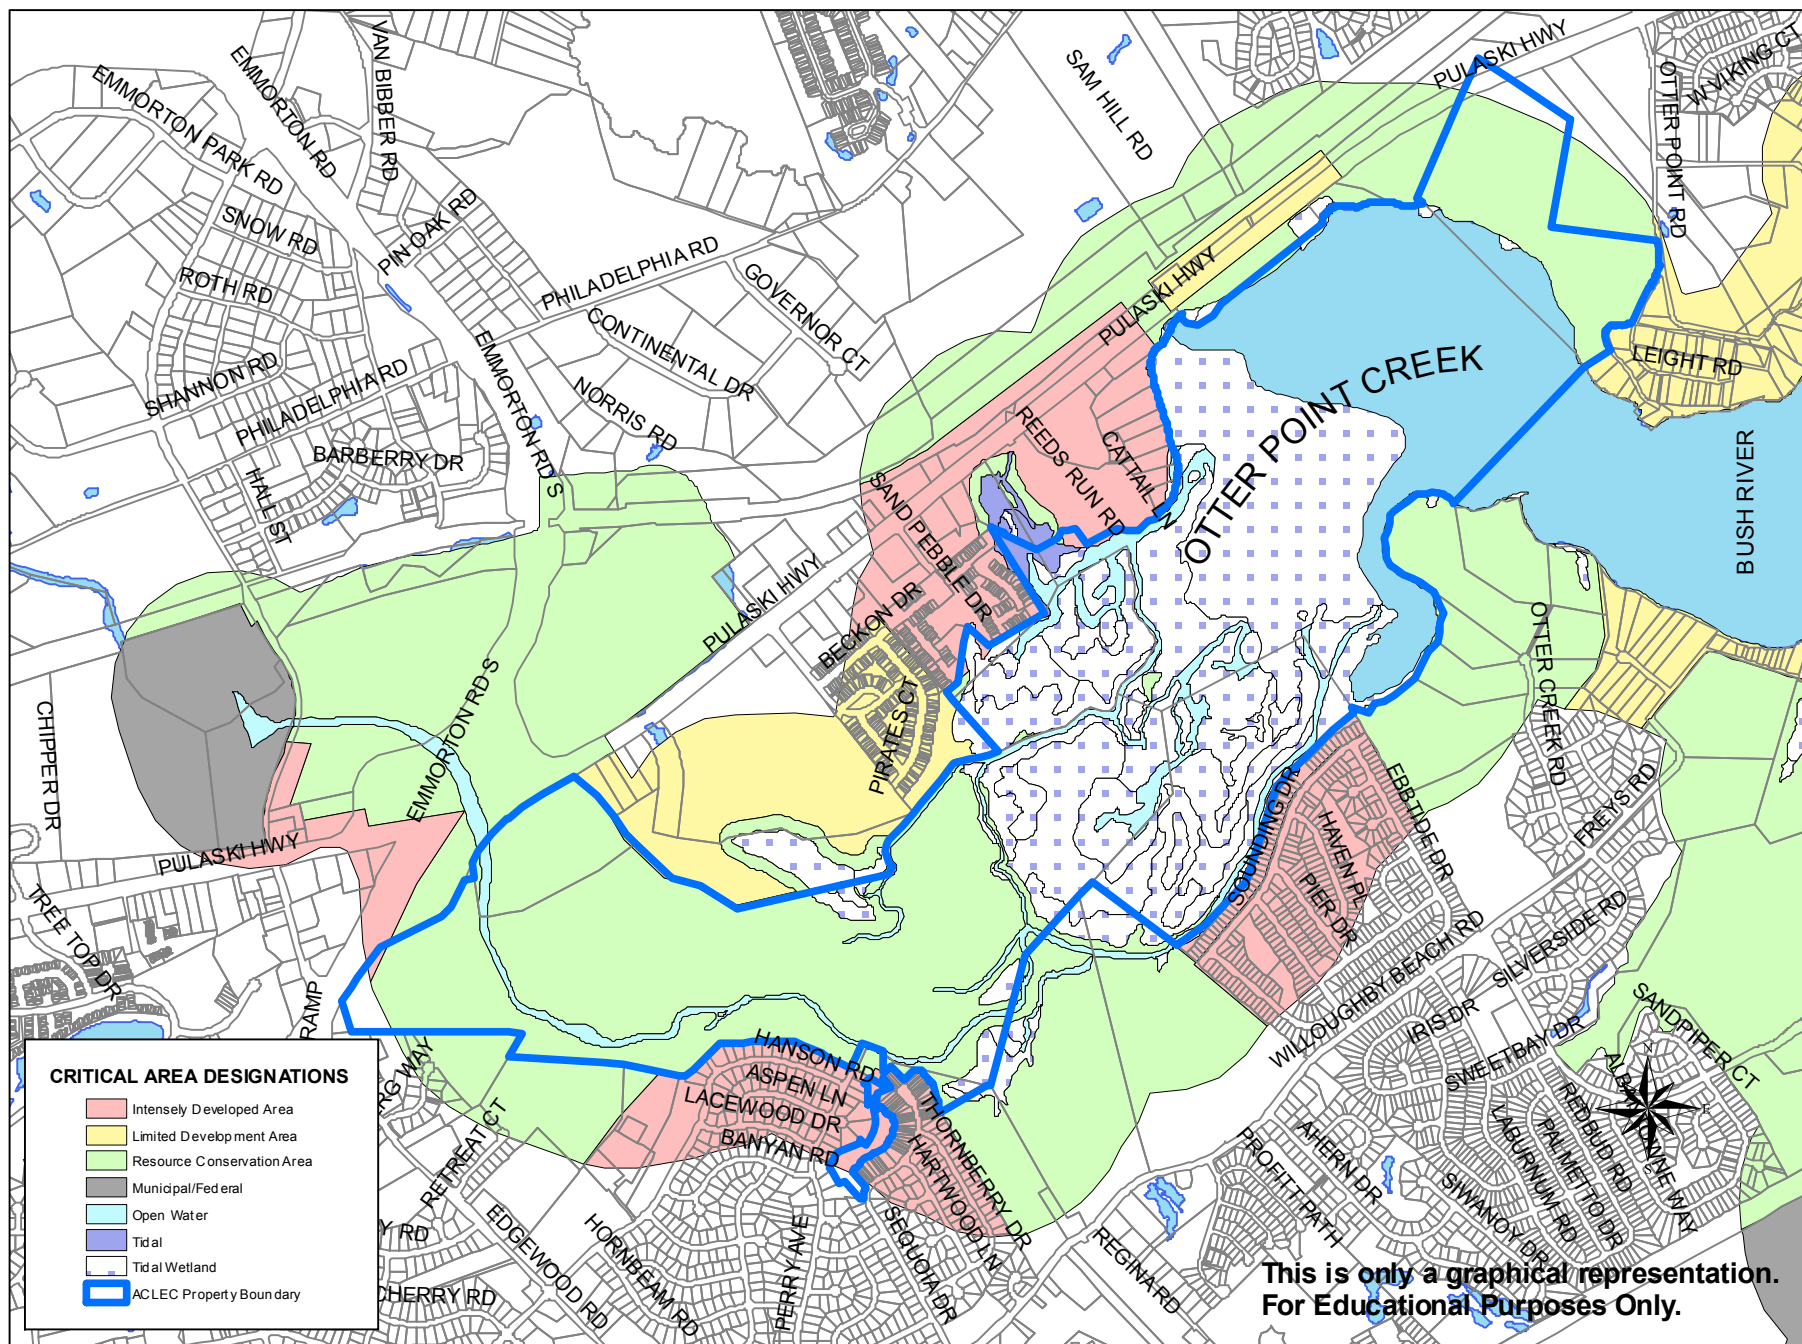 PULASKI HWY
W VIKING CT
OTTER POINT RD
SAM HILL RD
VAN BIBBER RD
EMMORTON RD
EMMORTON PARK RD
SNOW RD
PIN OAK RD
ROTH RD
PHILADELPHIA RD
GOVERNOR CT
CONTINENTAL DR
PULASKI HWY
EMMORTON RD S
NORRIS RD
SHANNON RD
PHILADELPHIA RD
BARBERRY DR
HALL ST
LEIGHT RD
OTTER POINT CREEK
BUSH RIVER
REEDS RUN RD
CATTAIL LN
SAND PEBBLE DR
BECKON DR
PULASKI HWY
PIRATES CT
EMMORTON RD S
CHIPPER DR
PULASKI HWY
TREE TOP DR
RAMP
OTTER CREEK RD
FREYS RD
EBBTIDE DR
SOUNDING DR
HAVEN PL
PIER DR
WILLOUGHBY BEACH RD
SILVERSIDE RD
IRIS DR
SWEETBAY DR
SANDPIPER CT
HANSON RD
ASPEN LN
LACEWOOD DR
BANYAN RD
THORNBERRY DR
HARTWOOD LN
SEQUOIA DR
PERRY AVE
HORNBEAM RD
EDGEWOOD RD
RETREAT CT
RG WAY
Y RD
CHERRY RD
REGINA RD
PROFITT PATH
AHERN DR
SIWANOY DR
LABURNUM RD
PALMETTO DR
REDBUD RD
N
E
S
CRITICAL AREA DESIGNATIONS
Intensely Developed Area
Limited Development Area
Resource Conservation Area
Municipal/Federal
Open Water
Tidal
Tidal Wetland
ACLEC Property Boundary
This is only a graphical representation.
For Educational Purposes Only.